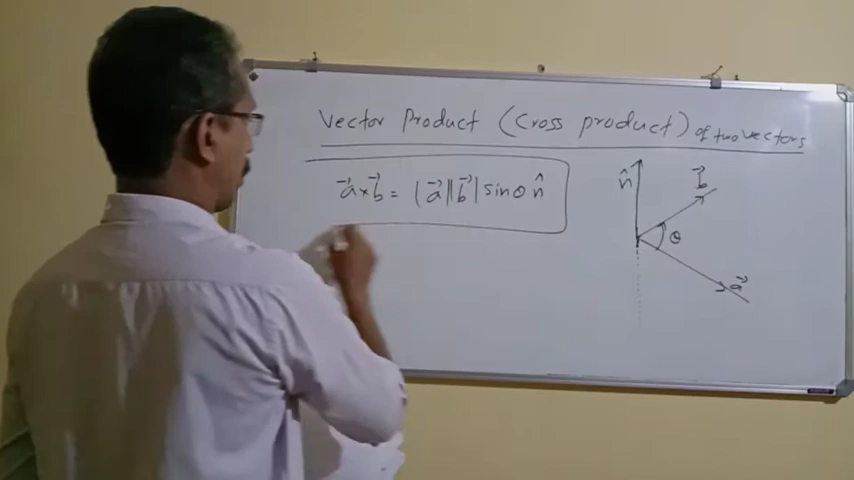 Vector Product (Cross product) of two vectors
a⃗ × b⃗ = |a⃗||b⃗| sinθ n̂
n̂
b⃗
θ
a⃗